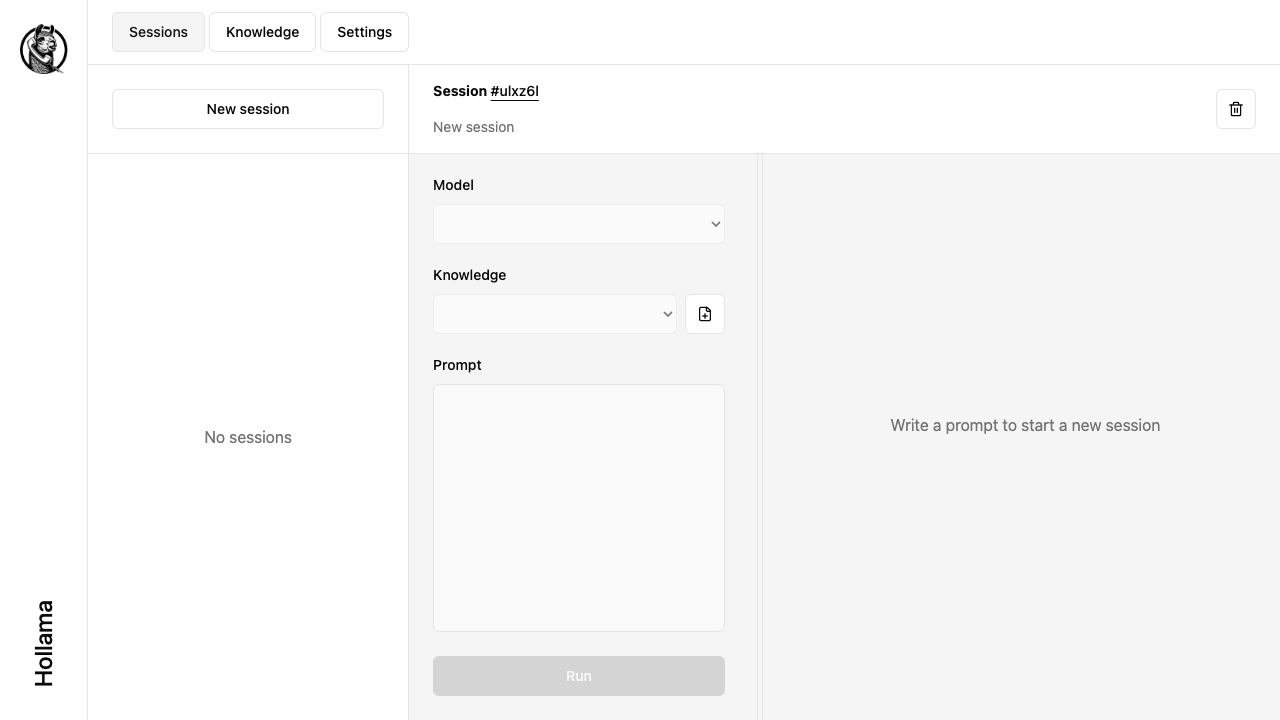 Sessions
Knowledge
Settings
New session
Session #ulxz6l
New session
No sessions
Model
Knowledge
Prompt
Run
Write a prompt to start a new session
Hollama